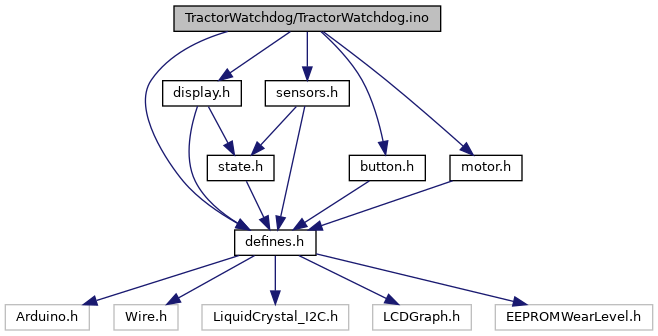 TractorWatchdog/TractorWatchdog.ino
display.h
sensors.h
state.h
button.h
motor.h
defines.h
Arduino.h
Wire.h
LiquidCrystal_I2C.h
LCDGraph.h
EEPROMWearLevel.h